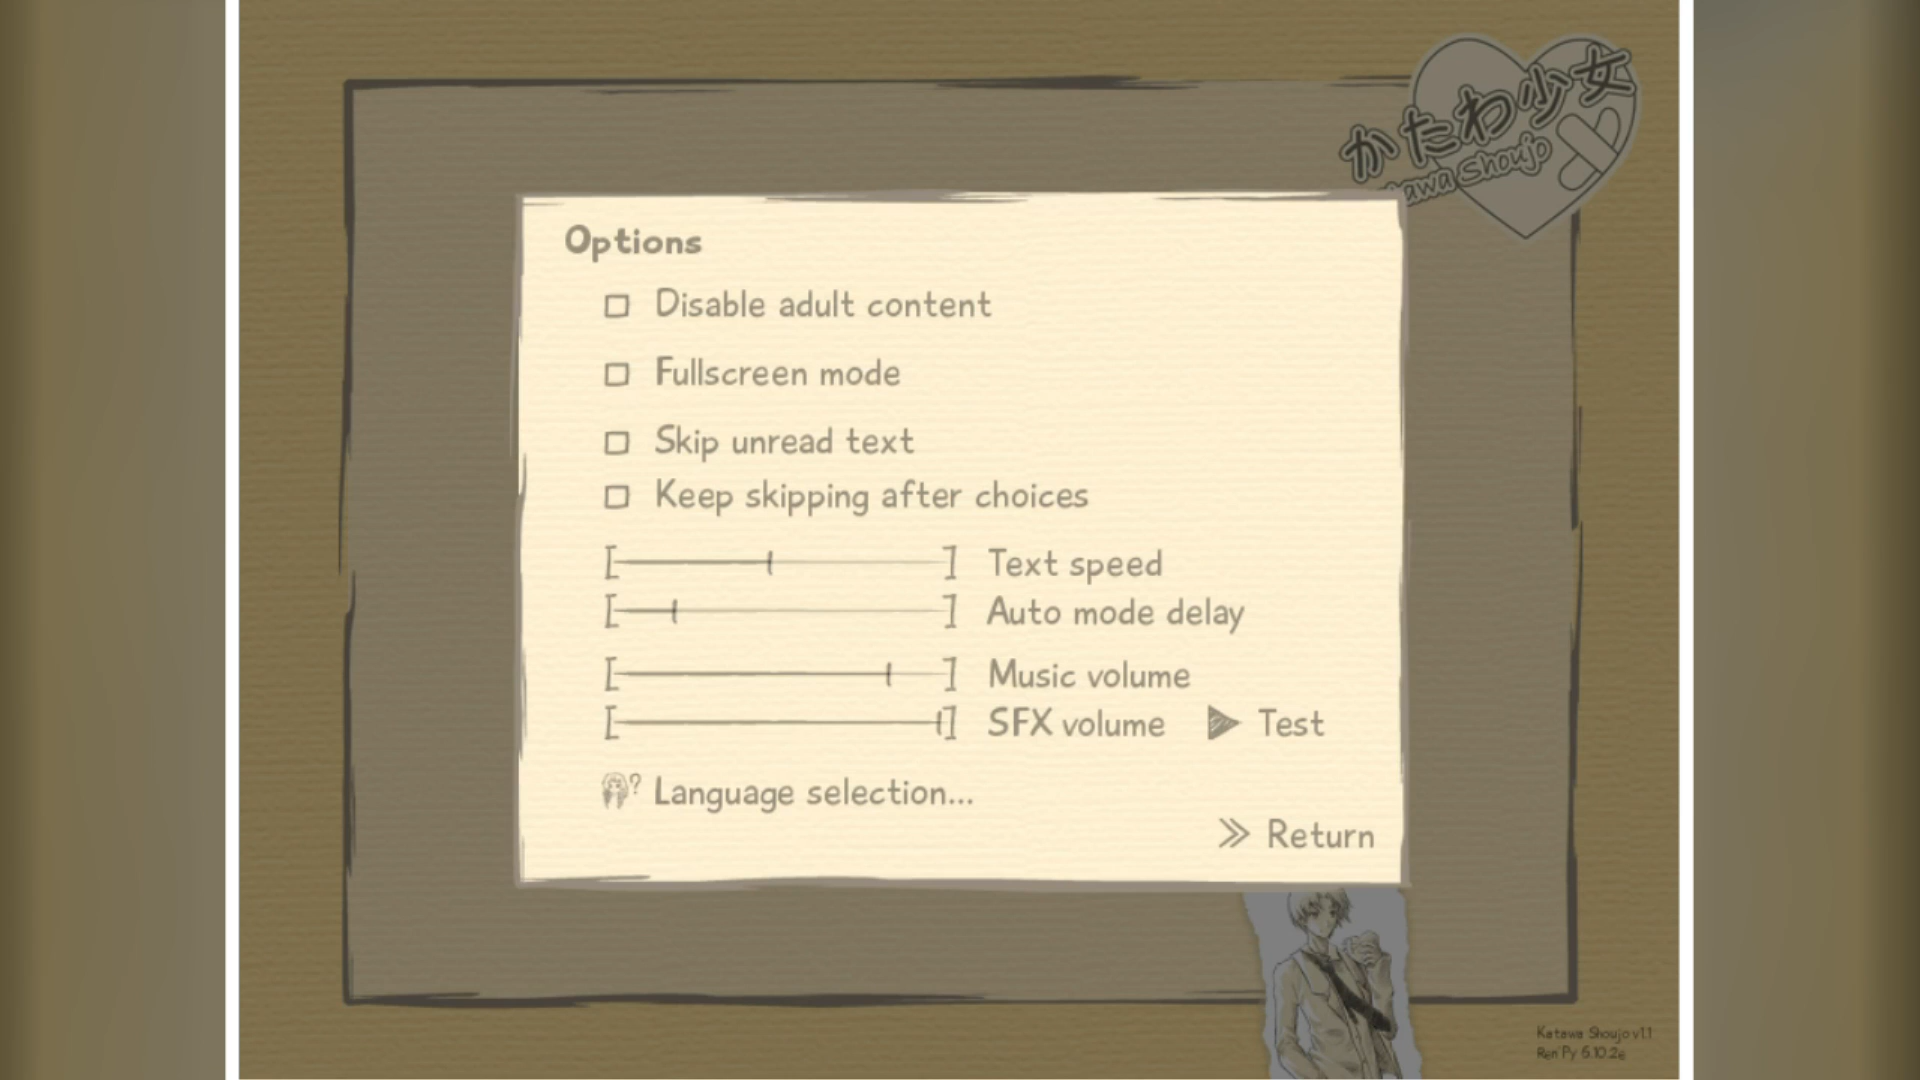 かたわ少女
awa Shoujo
Options
Disable adult content
Fullscreen mode
Skip unread text
Keep skipping after choices
Text speed
Auto mode delay
Music volume
SFX volume Test
? Language selection...
Return
Katawa Shoujo v1.1
Ren'Py 6.10.2e